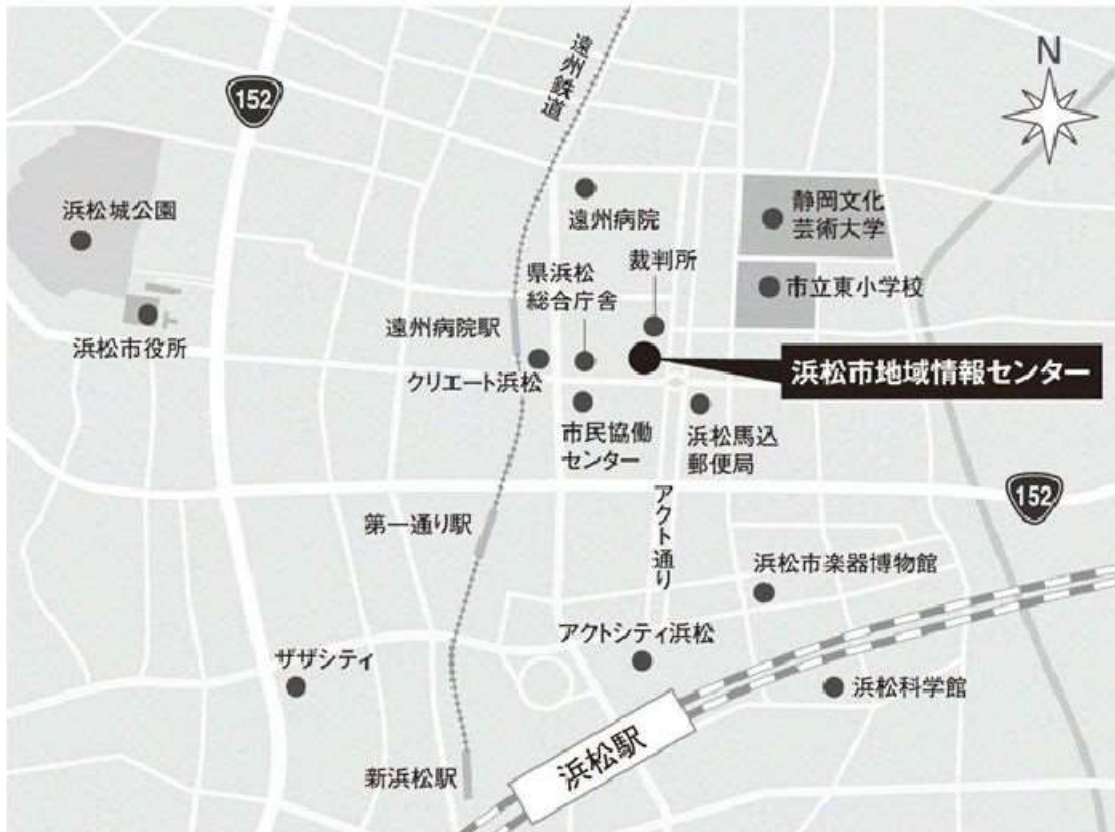 遠州鉄道
152
N
浜松城公園
遠州病院
静岡文化
芸術大学
裁判所
県浜松
総合庁舎
市立東小学校
遠州病院駅
浜松市役所
クリエート浜松
浜松市地域情報センター
市民協働
センター
浜松馬込
郵便局
152
第一通り駅
アクト通り
浜松市楽器博物館
アクトシティ浜松
ザザシティ
浜松科学館
浜松駅
新浜松駅